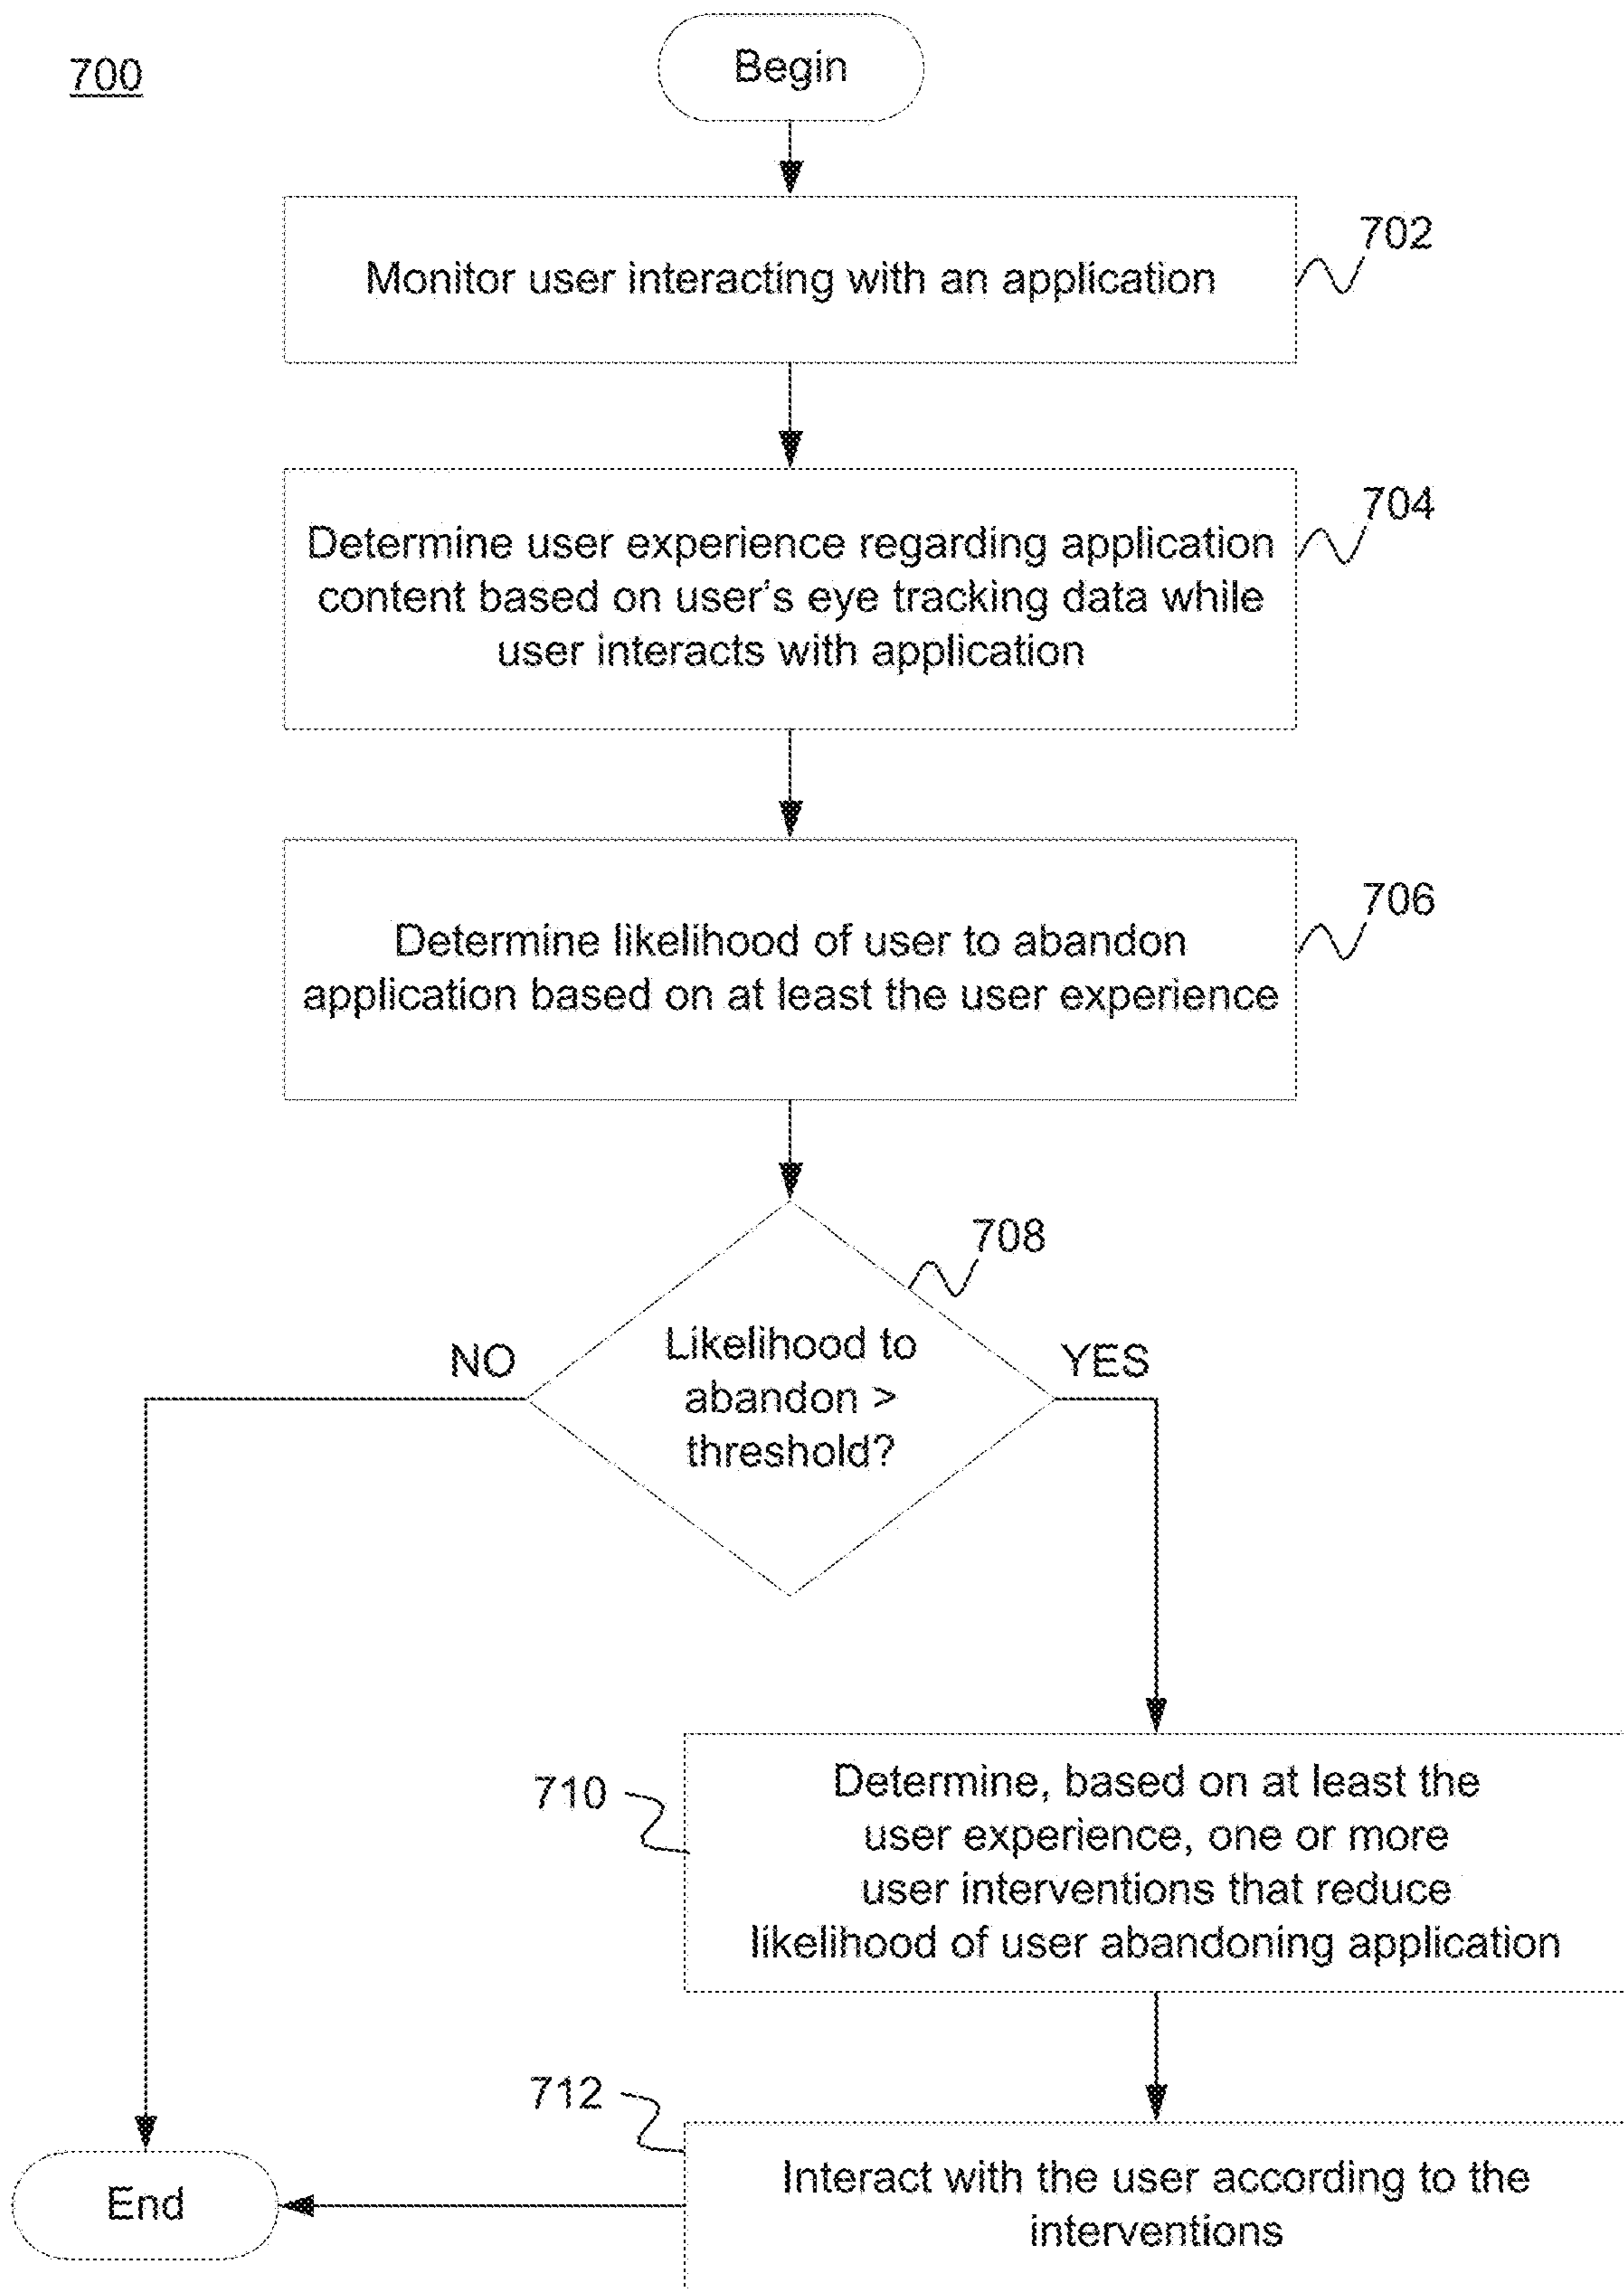 700
Begin
Monitor user interacting with an application
702
Determine user experience regarding application
content based on user's eye tracking data while
user interacts with application
704
Determine likelihood of user to abandon
application based on at least the user experience
706
708
Likelihood to
abandon >
threshold?
NO
YES
710
Determine, based on at least the
user experience, one or more
user interventions that reduce
likelihood of user abandoning application
712
Interact with the user according to the
interventions
End